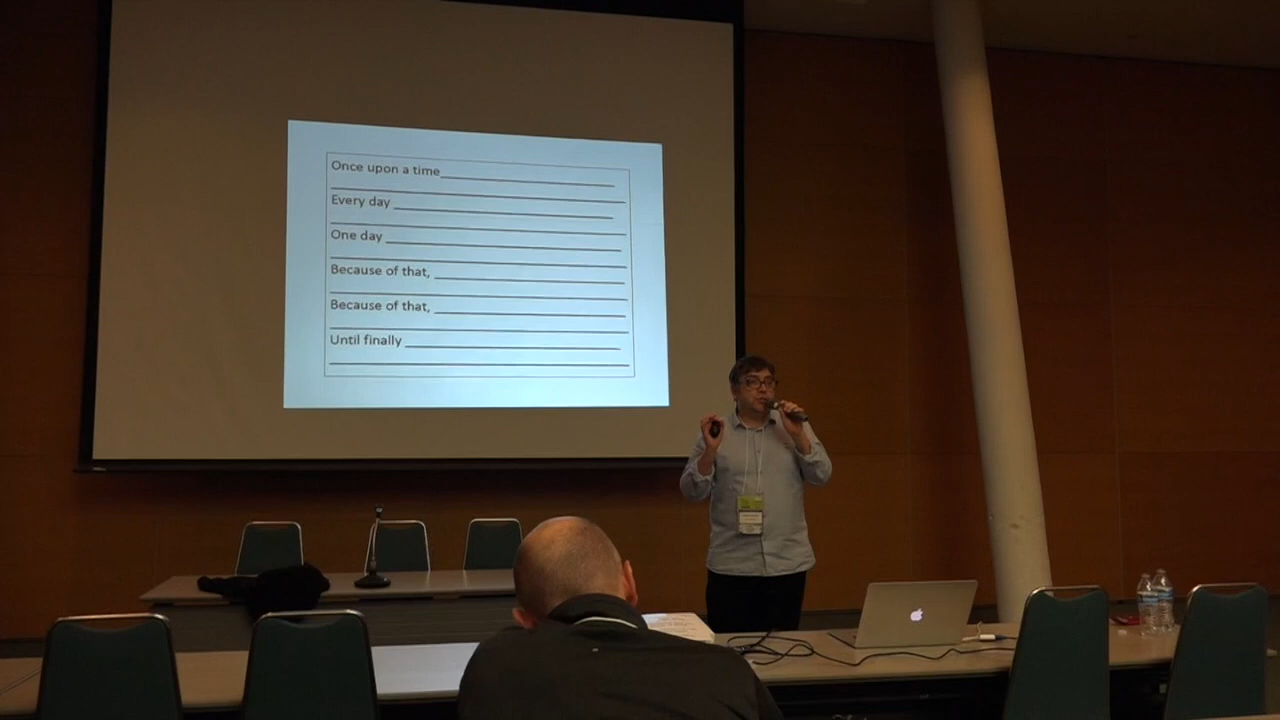 Once upon a time
Every day
One day
Because of that,
Because of that,
Until finally